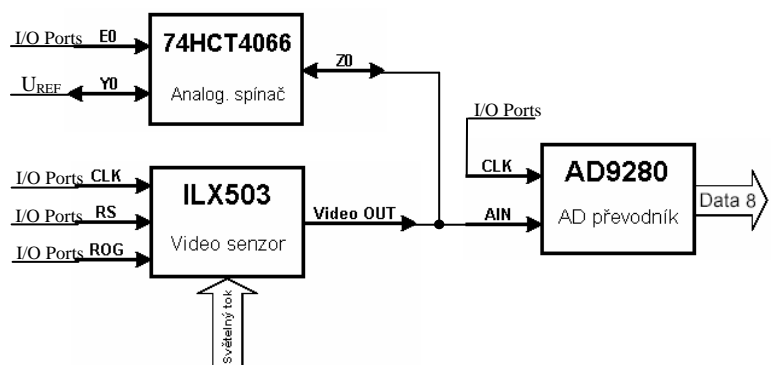 I/O Ports E0
U_REF Y0
74HCT4066
Analog. spínač
Z0
I/O Ports CLK
I/O Ports RS
I/O Ports ROG
ILX503
Video senzor
Video OUT
Světelný tok
I/O Ports
CLK
AIN
AD9280
AD převodník
Data 8